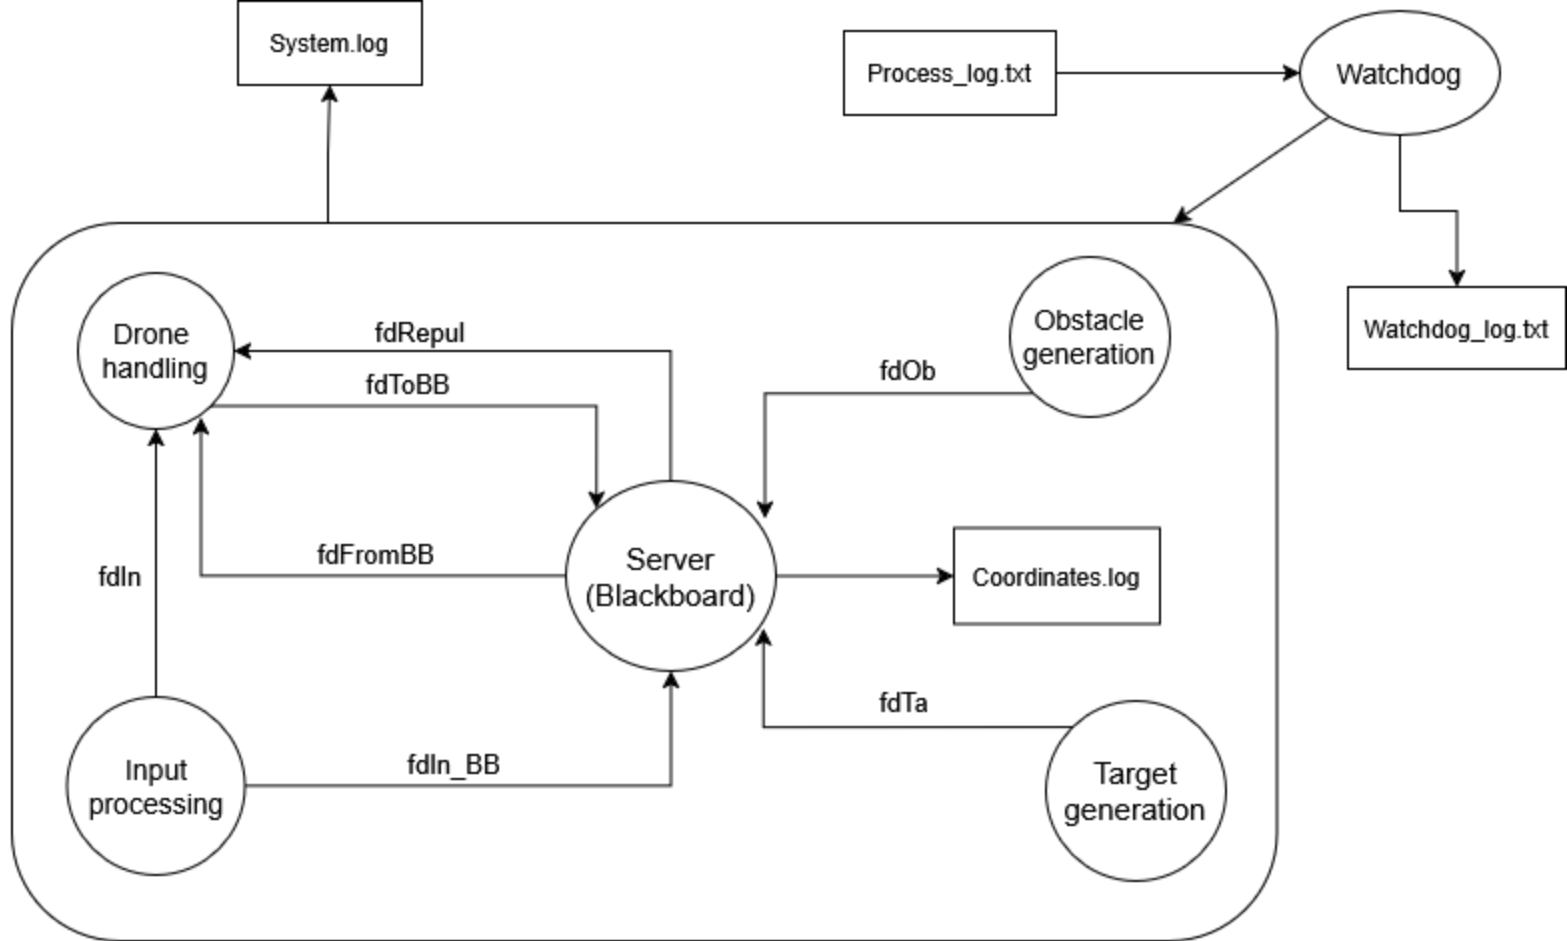 System.log
Process_log.txt
Watchdog
Drone
handling
fdRepul
fdToBB
Obstacle
generation
fdOb
Watchdog_log.txt
fdFromBB
fdIn
Server
(Blackboard)
Coordinates.log
fdTa
fdIn_BB
Input
processing
Target
generation